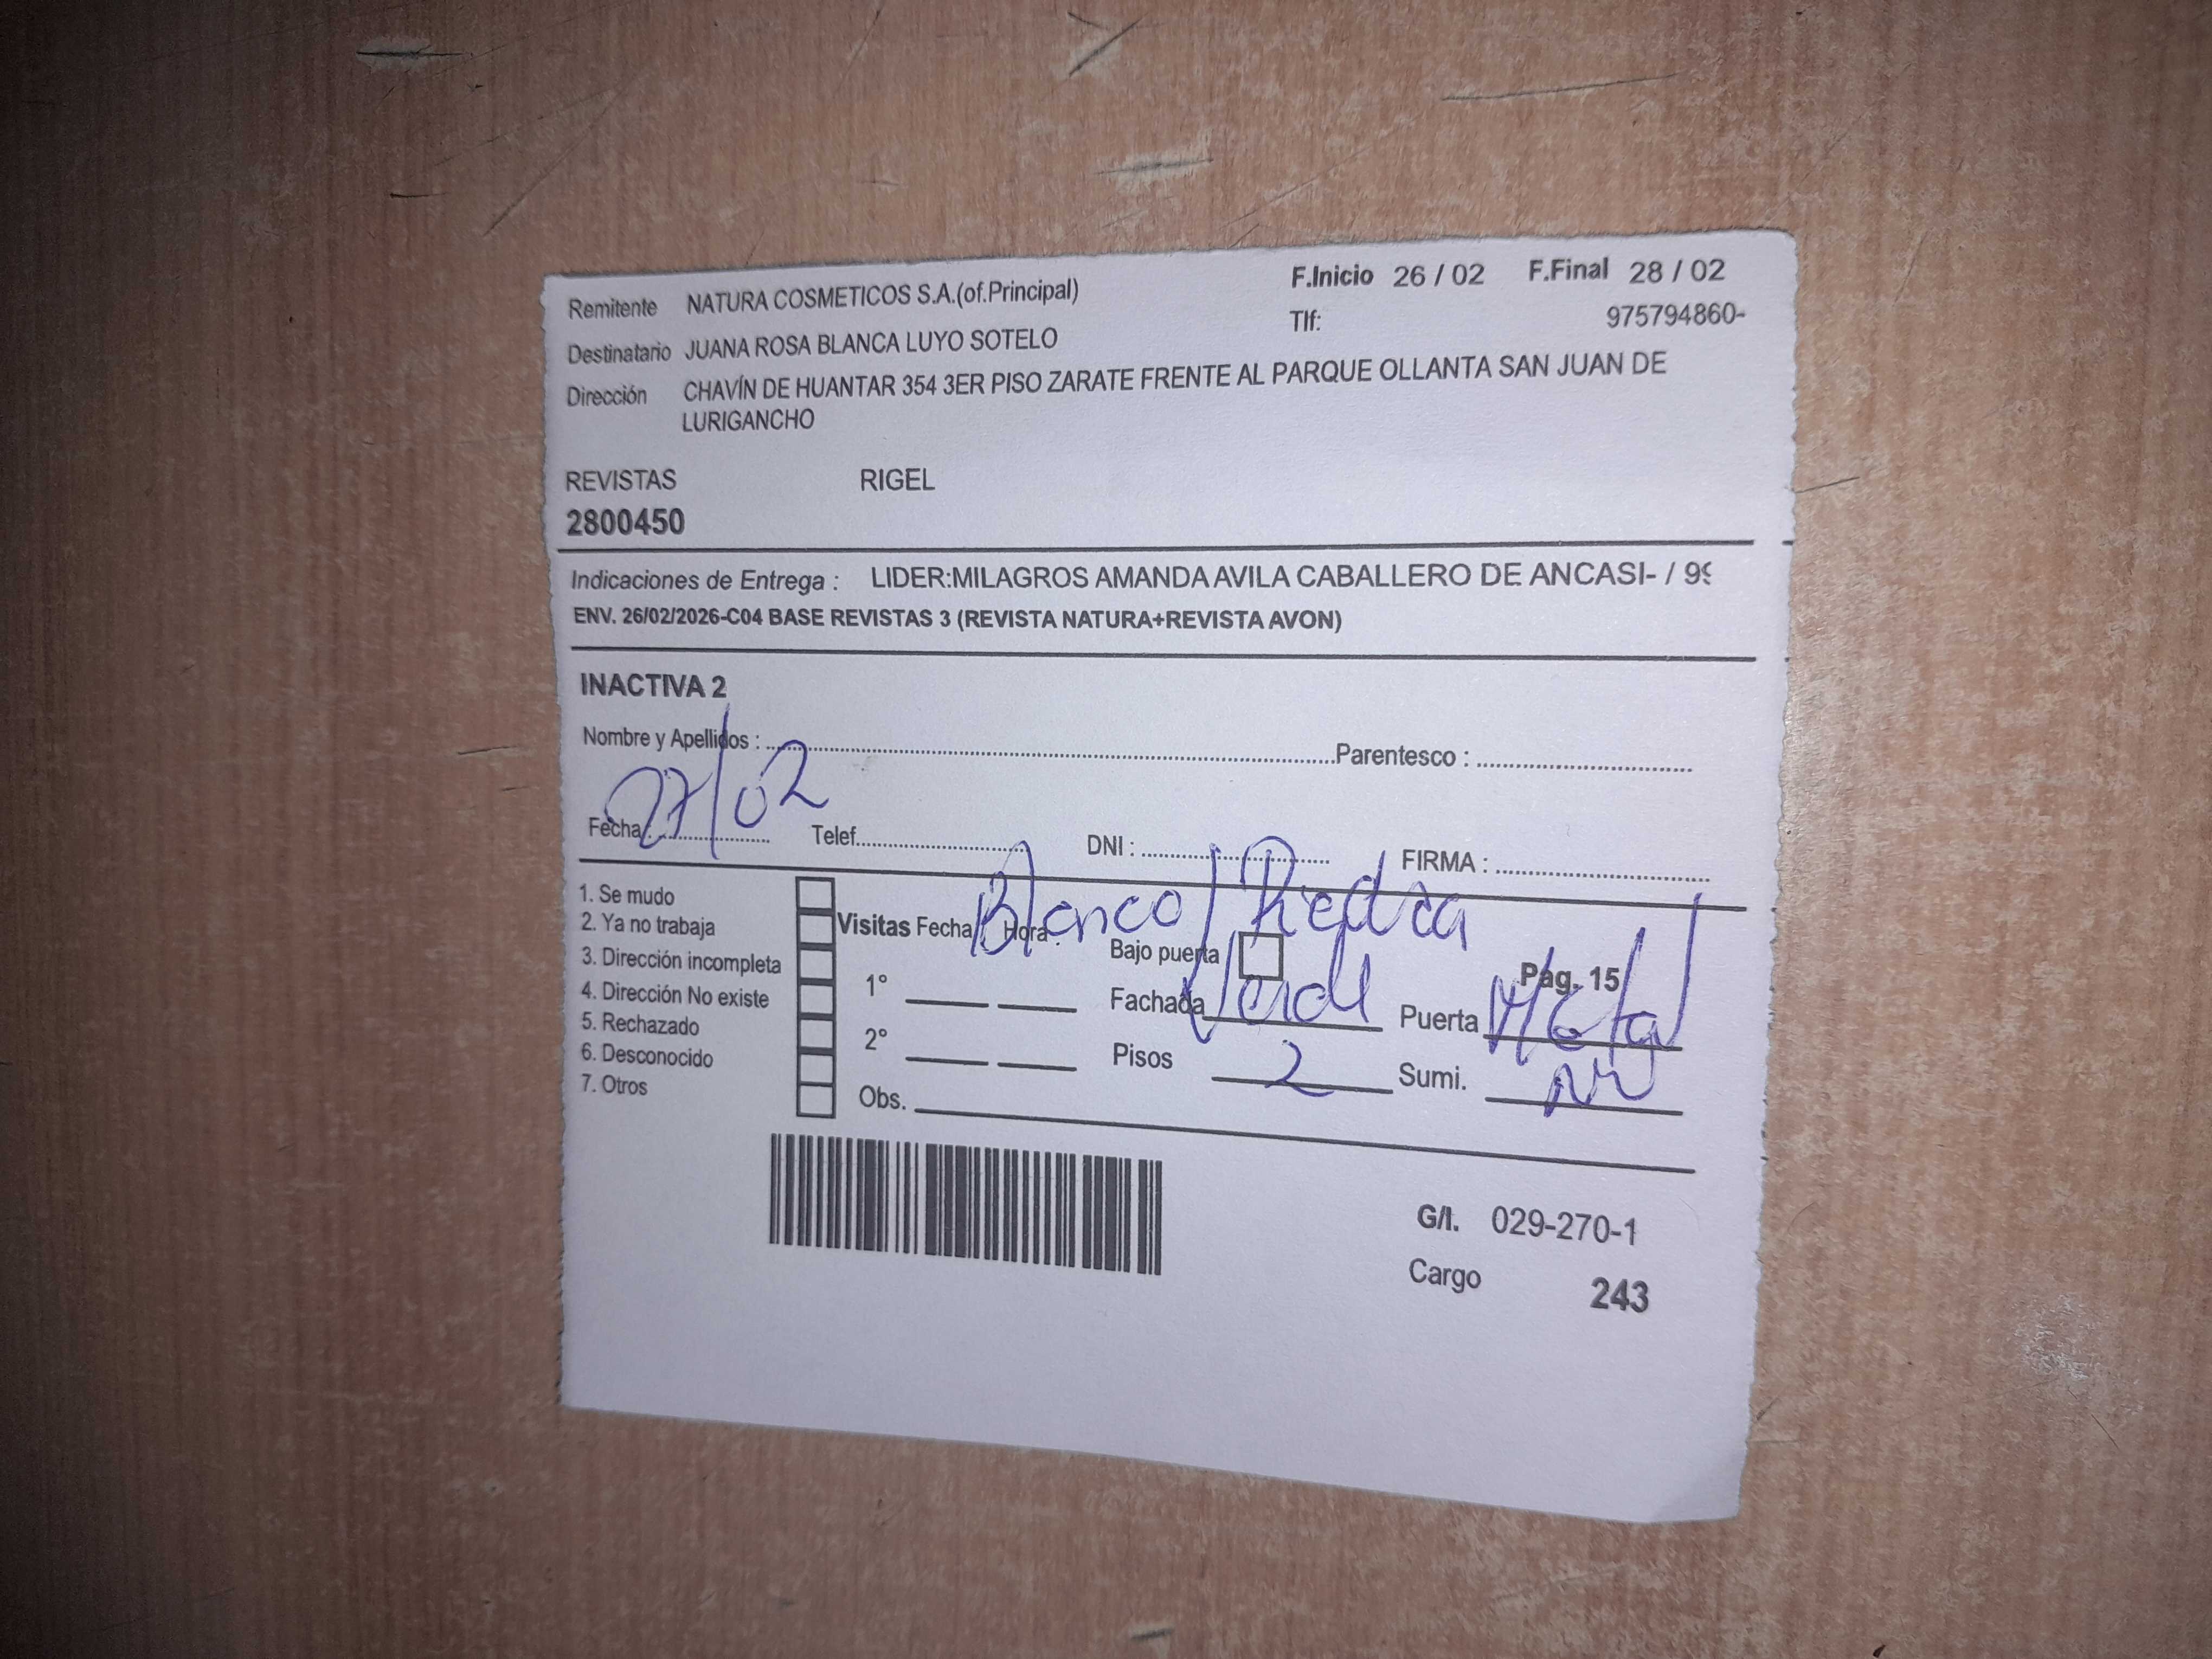 Remitente NATURA COSMETICOS S.A.(of.Principal) F.Inicio 26 / 02 F.Final 28 / 02
Destinatario JUANA ROSA BLANCA LUYO SOTELO Tlf: 975794860-
Dirección CHAVÍN DE HUANTAR 354 3ER PISO ZARATE FRENTE AL PARQUE OLLANTA SAN JUAN DE
LURIGANCHO
REVISTAS RIGEL
2800450
Indicaciones de Entrega : LIDER:MILAGROS AMANDA AVILA CABALLERO DE ANCASI- / 99
ENV. 26/02/2026-C04 BASE REVISTAS 3 (REVISTA NATURA+REVISTA AVON)
INACTIVA 2
Nombre y Apellidos : Parentesco :
Fecha : 27/02 Telef. DNI : FIRMA :
1. Se mudo
2. Ya no trabaja
3. Dirección incompleta
4. Dirección No existe
5. Rechazado
6. Desconocido
7. Otros
Visitas Fecha Hora : Blanco/Piedra
Bajo puerta Pág. 15
1° Fachada Verde Puerta Metal
2° Pisos 2 Sumi.
Obs.
G/I. 029-270-1
Cargo 243